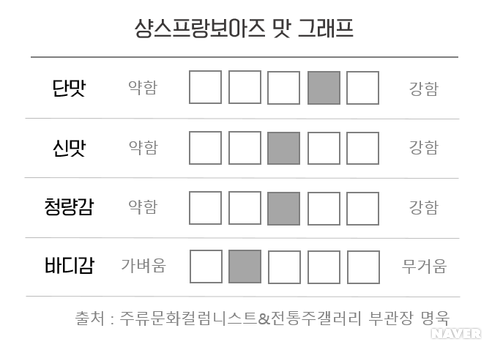 샹스프랑보아즈 맛 그래프
단맛 약함 강함
신맛 약함 강함
청량감 약함 강함
바디감 가벼움 무거움
출처 : 주류문화컬럼니스트&전통주갤러리 부관장 명욱
NAVER